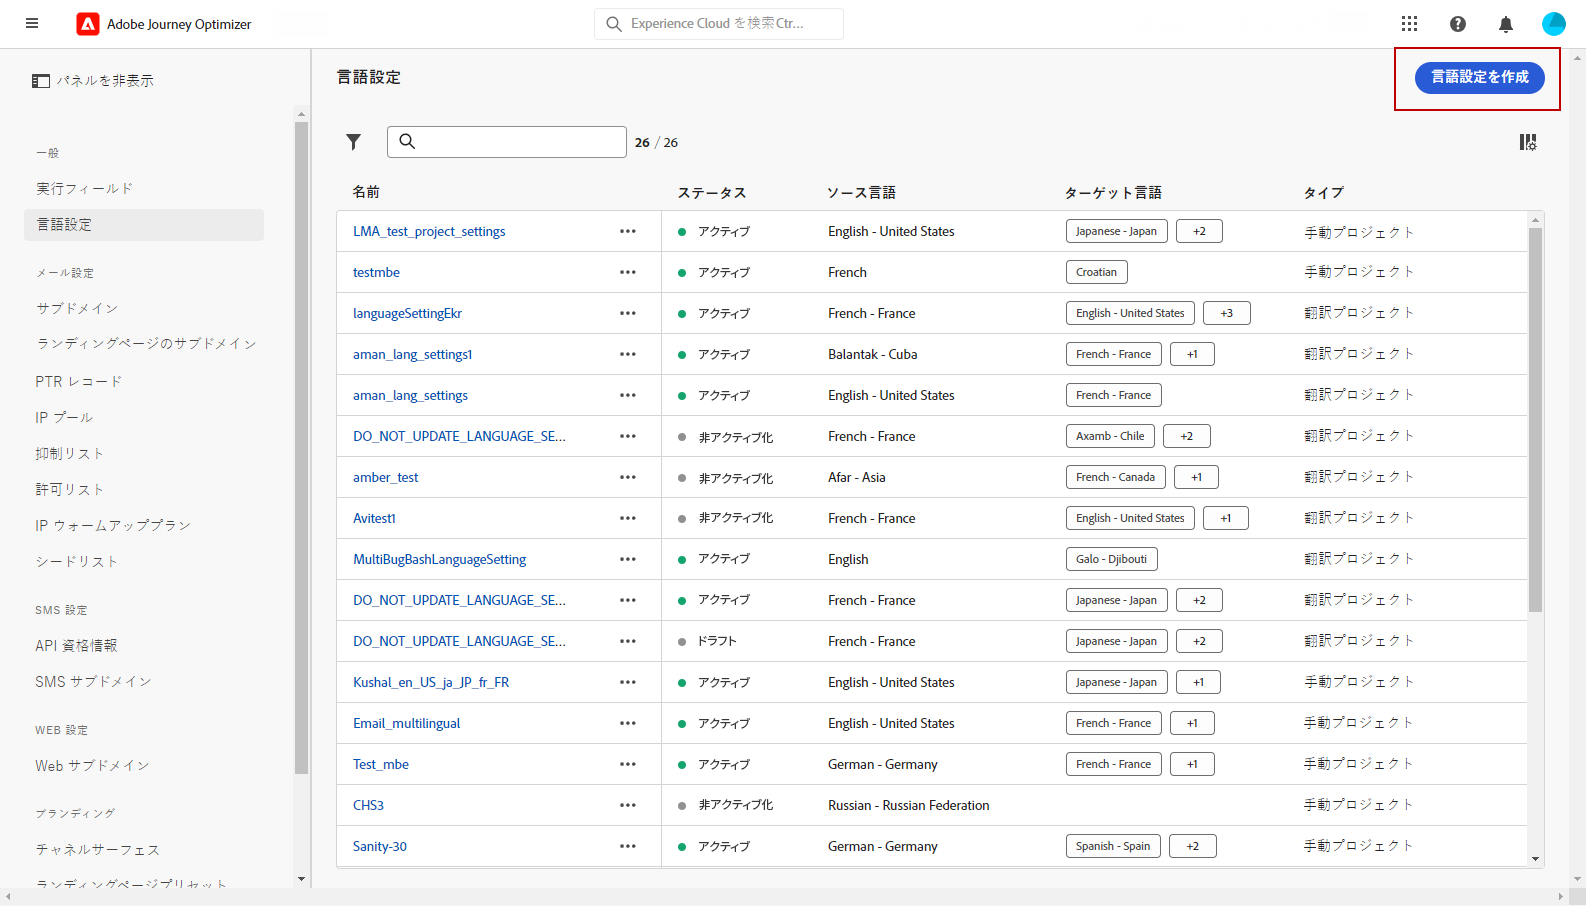 Adobe Journey Optimizer
Experience Cloud を検索Ctr...
パネルを非表示
一般
実行フィールド
言語設定
メール設定
サブドメイン
ランディングページのサブドメイン
PTR レコード
IP プール
抑制リスト
許可リスト
IP ウォームアッププラン
シードリスト
SMS 設定
API 資格情報
SMS サブドメイン
WEB 設定
Web サブドメイン
ブランディング
チャネルサーフェス
ランディングページプリセット
言語設定
言語設定を作成
26 / 26
名前 ステータス ソース言語 ターゲット言語 タイプ
LMA_test_project_settings ••• アクティブ English - United States Japanese - Japan +2 手動プロジェクト
testmbe ••• アクティブ French Croatian 手動プロジェクト
languageSettingEkr ••• アクティブ French - France English - United States +3 翻訳プロジェクト
aman_lang_settings1 ••• アクティブ Balantak - Cuba French - France +1 翻訳プロジェクト
aman_lang_settings ••• アクティブ English - United States French - France 翻訳プロジェクト
DO_NOT_UPDATE_LANGUAGE_SE... ••• 非アクティブ化 French - France Axamb - Chile +2 翻訳プロジェクト
amber_test ••• 非アクティブ化 Afar - Asia French - Canada +1 翻訳プロジェクト
Avitest1 ••• 非アクティブ化 French - France English - United States +1 翻訳プロジェクト
MultiBugBashLanguageSetting ••• アクティブ English Galo - Djibouti 翻訳プロジェクト
DO_NOT_UPDATE_LANGUAGE_SE... ••• アクティブ French - France Japanese - Japan +2 翻訳プロジェクト
DO_NOT_UPDATE_LANGUAGE_SE... ••• ドラフト French - France Japanese - Japan +2 翻訳プロジェクト
Kushal_en_US_ja_JP_fr_FR ••• アクティブ English - United States Japanese - Japan +1 手動プロジェクト
Email_multilingual ••• アクティブ English - United States French - France +1 手動プロジェクト
Test_mbe ••• アクティブ German - Germany French - France +1 手動プロジェクト
CHS3 ••• 非アクティブ化 Russian - Russian Federation 手動プロジェクト
Sanity-30 ••• アクティブ German - Germany Spanish - Spain +2 手動プロジェクト